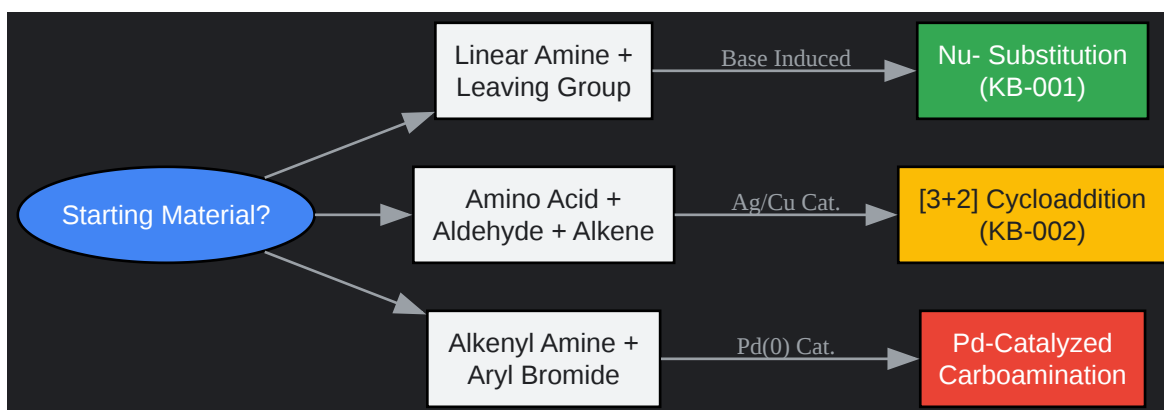 Linear Amine +
Leaving Group
Base Induced
Nu- Substitution
(KB-001)
Starting Material?
Amino Acid +
Aldehyde + Alkene
Ag/Cu Cat.
[3+2] Cycloaddition
(KB-002)
Alkenyl Amine +
Aryl Bromide
Pd(0) Cat.
Pd-Catalyzed
Carboamination